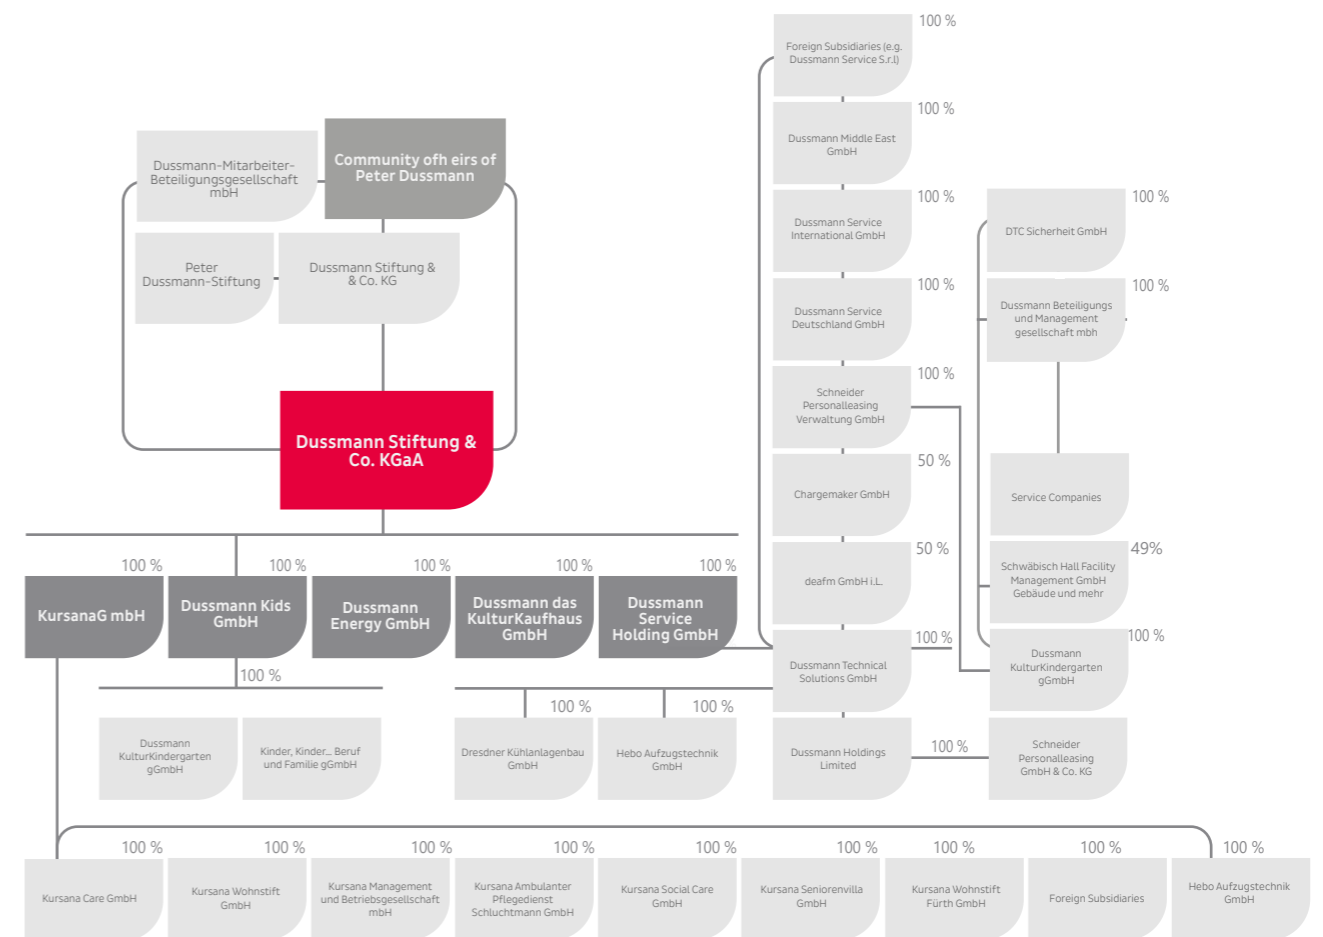 Dussmann-Mitarbeiter-
Beteiligungsgesellschaft
mbH
Community ofh eirs of
Peter Dussmann
Peter
Dussmann-Stiftung
Dussmann Stiftung &
& Co. KG
Dussmann Stiftung &
Co. KGaA
100 %
KursanaG mbH
100 %
Dussmann Kids
GmbH
100 %
Dussmann
Energy GmbH
100 %
Dussmann das
KulturKaufhaus
GmbH
100 %
Dussmann
Service
Holding GmbH
100 %
Dussmann
KulturKindergarten
gGmbH
Kinder, Kinder... Beruf
und Familie gGmbH
100 %
Dresdner Kühlanlagenbau
GmbH
100 %
Hebo Aufzugstechnik
GmbH
100 %
Foreign Subsidiaries (e.g.
Dussmann Service S.r.l)
100 %
Dussmann Middle East
GmbH
100 %
Dussmann Service
International GmbH
100 %
Dussmann Service
Deutschland GmbH
100 %
Schneider
Personalleasing
Verwaltung GmbH
50 %
Chargemaker GmbH
50 %
deafm GmbH i.L.
100 %
Dussmann Technical
Solutions GmbH
Dussmann Holdings
Limited
100 %
100 %
DTC Sicherheit GmbH
100 %
Dussmann Beteiligungs
und Management
gesellschaft mbh
Service Companies
49%
Schwäbisch Hall Facility
Management GmbH
Gebäude und mehr
100 %
Dussmann
KulturKindergarten
gGmbH
Schneider
Personalleasing
GmbH & Co. KG
100 %
Kursana Care GmbH
100 %
Kursana Wohnstift
GmbH
100 %
Kursana Management
und Betriebsgesellschaft
mbH
100 %
Kursana Ambulanter
Pflegedienst
Schluchtmann GmbH
100 %
Kursana Social Care
GmbH
100 %
Kursana Seniorenvilla
GmbH
100 %
Kursana Wohnstift
Fürth GmbH
100 %
Foreign Subsidiaries
100 %
Hebo Aufzugstechnik
GmbH